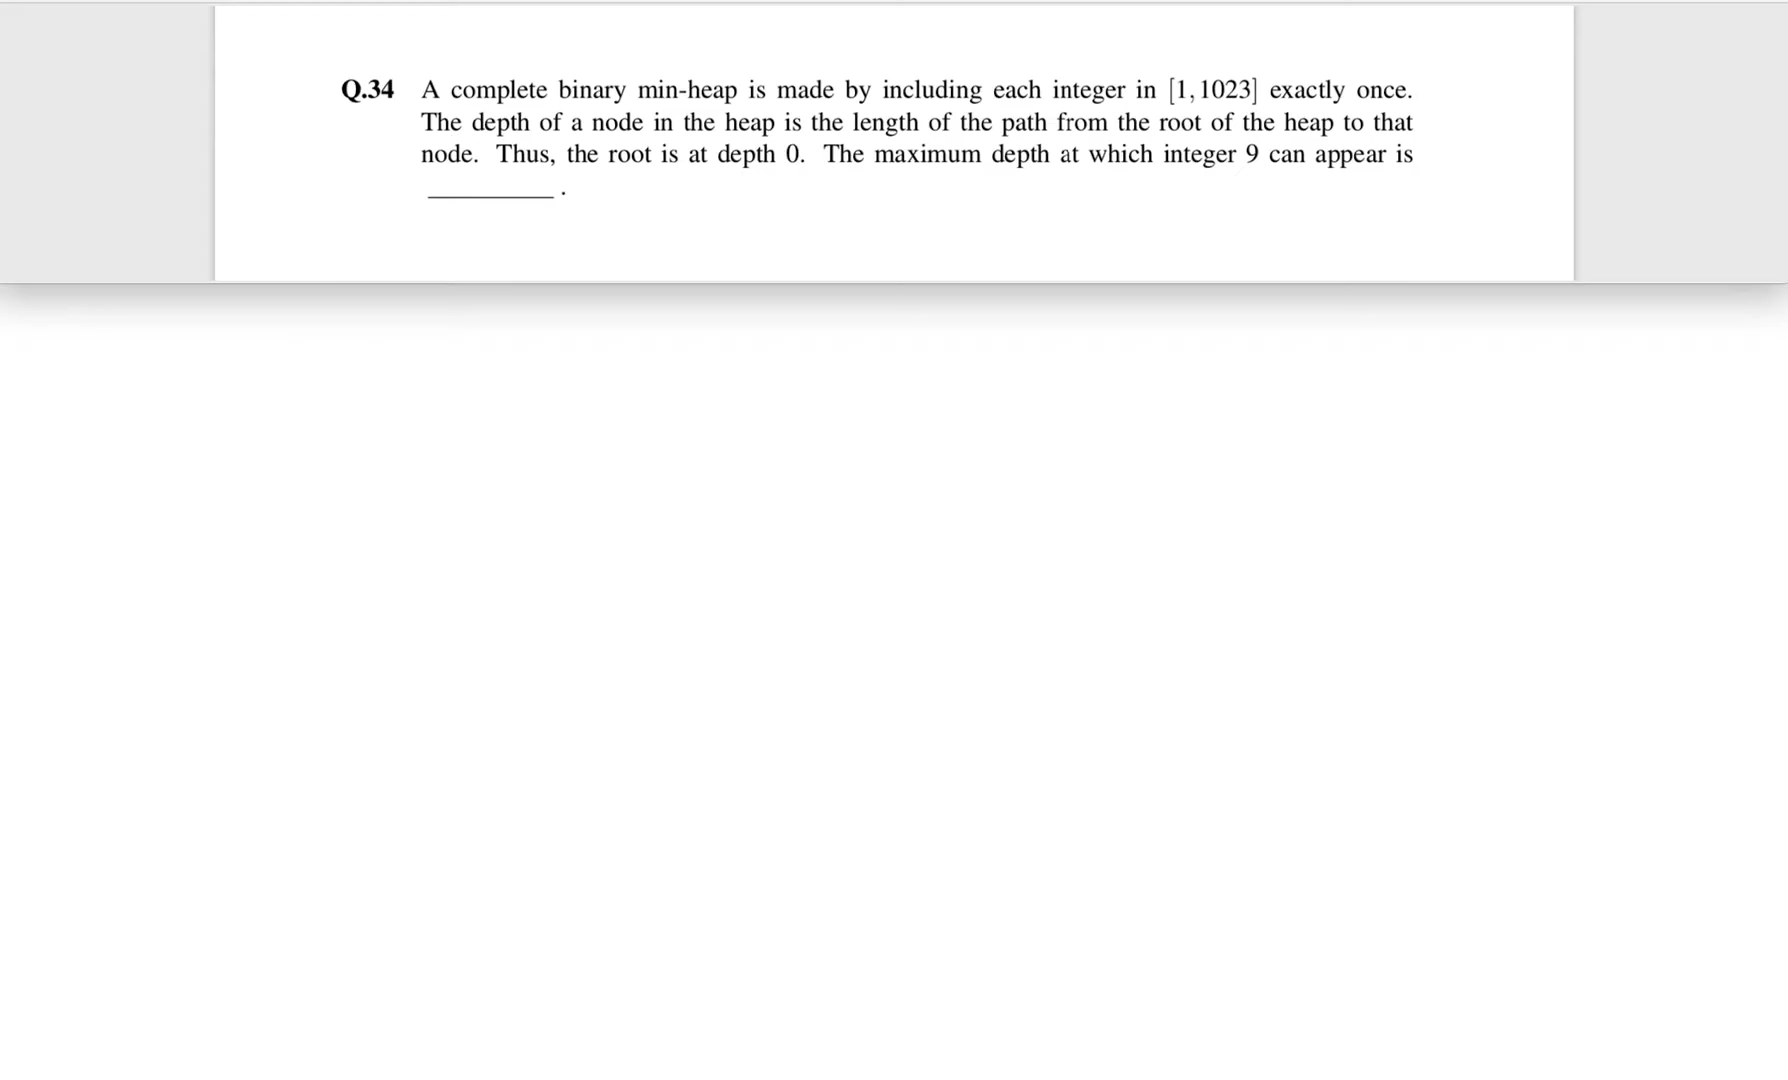 Q.34 A complete binary min-heap is made by including each integer in [1, 1023] exactly once.
The depth of a node in the heap is the length of the path from the root of the heap to that
node. Thus, the root is at depth 0. The maximum depth at which integer 9 can appear is
__________ .